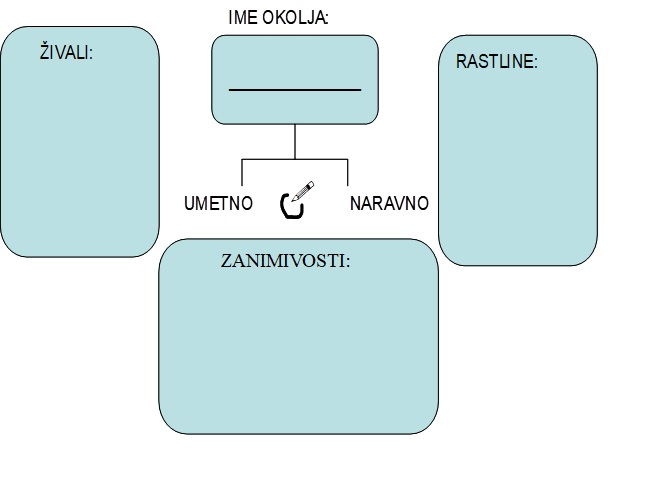 IME OKOLJA:
ŽIVALI:
RASTLINE:
UMETNO
NARAVNO
ZANIMIVOSTI: